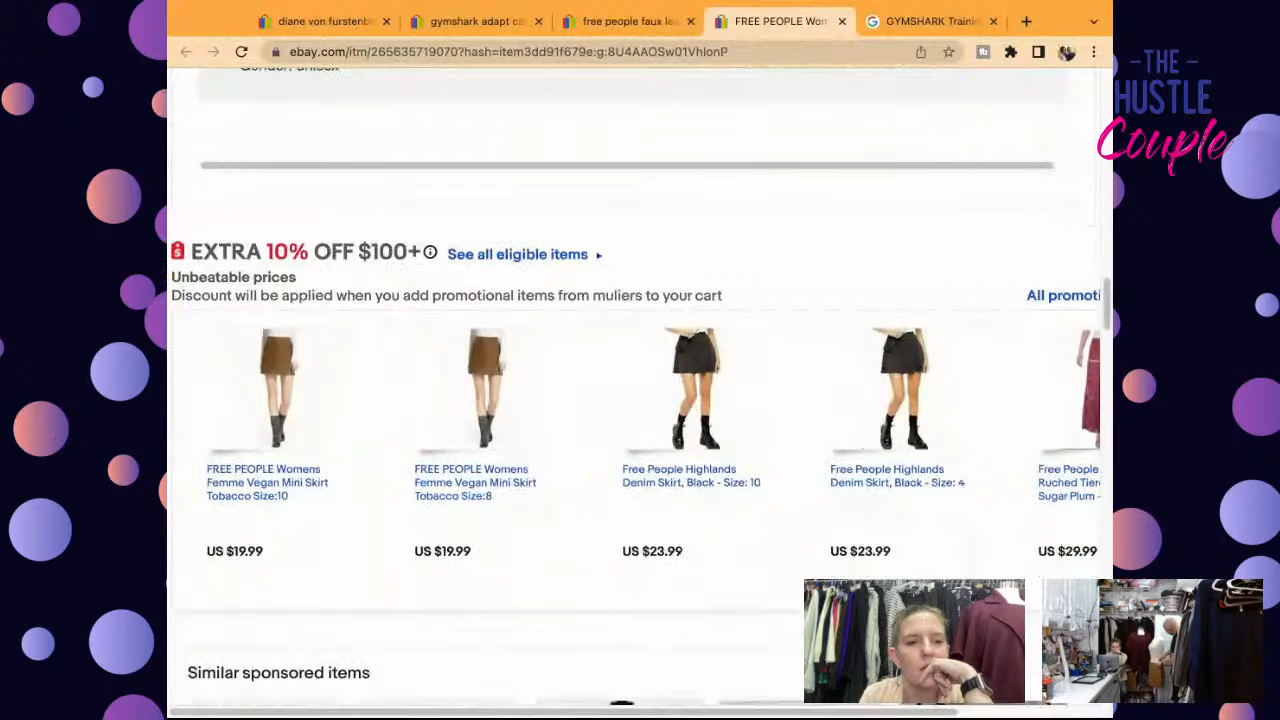 diane von furstenbe
gymshark adapt ca
free people faux lea
FREE PEOPLE Wom
GYMSHARK Trainin
ebay.com/itm/265635719070?hash=item3dd91f679e:g:8U4AAOSw01VhIonP
-THE-
HUSTLE
Couple
Gender: unisex
EXTRA 10% OFF $100+
See all eligible items
Unbeatable prices
Discount will be applied when you add promotional items from muliers to your cart
All promoti
FREE PEOPLE Womens
Femme Vegan Mini Skirt
Tobacco Size:10
US $19.99
FREE PEOPLE Womens
Femme Vegan Mini Skirt
Tobacco Size:8
US $19.99
Free People Highlands
Denim Skirt, Black - Size: 10
US $23.99
Free People Highlands
Denim Skirt, Black - Size: 4
US $23.99
Free People
Ruched Tier
Sugar Plum -
US $29.99
Similar sponsored items